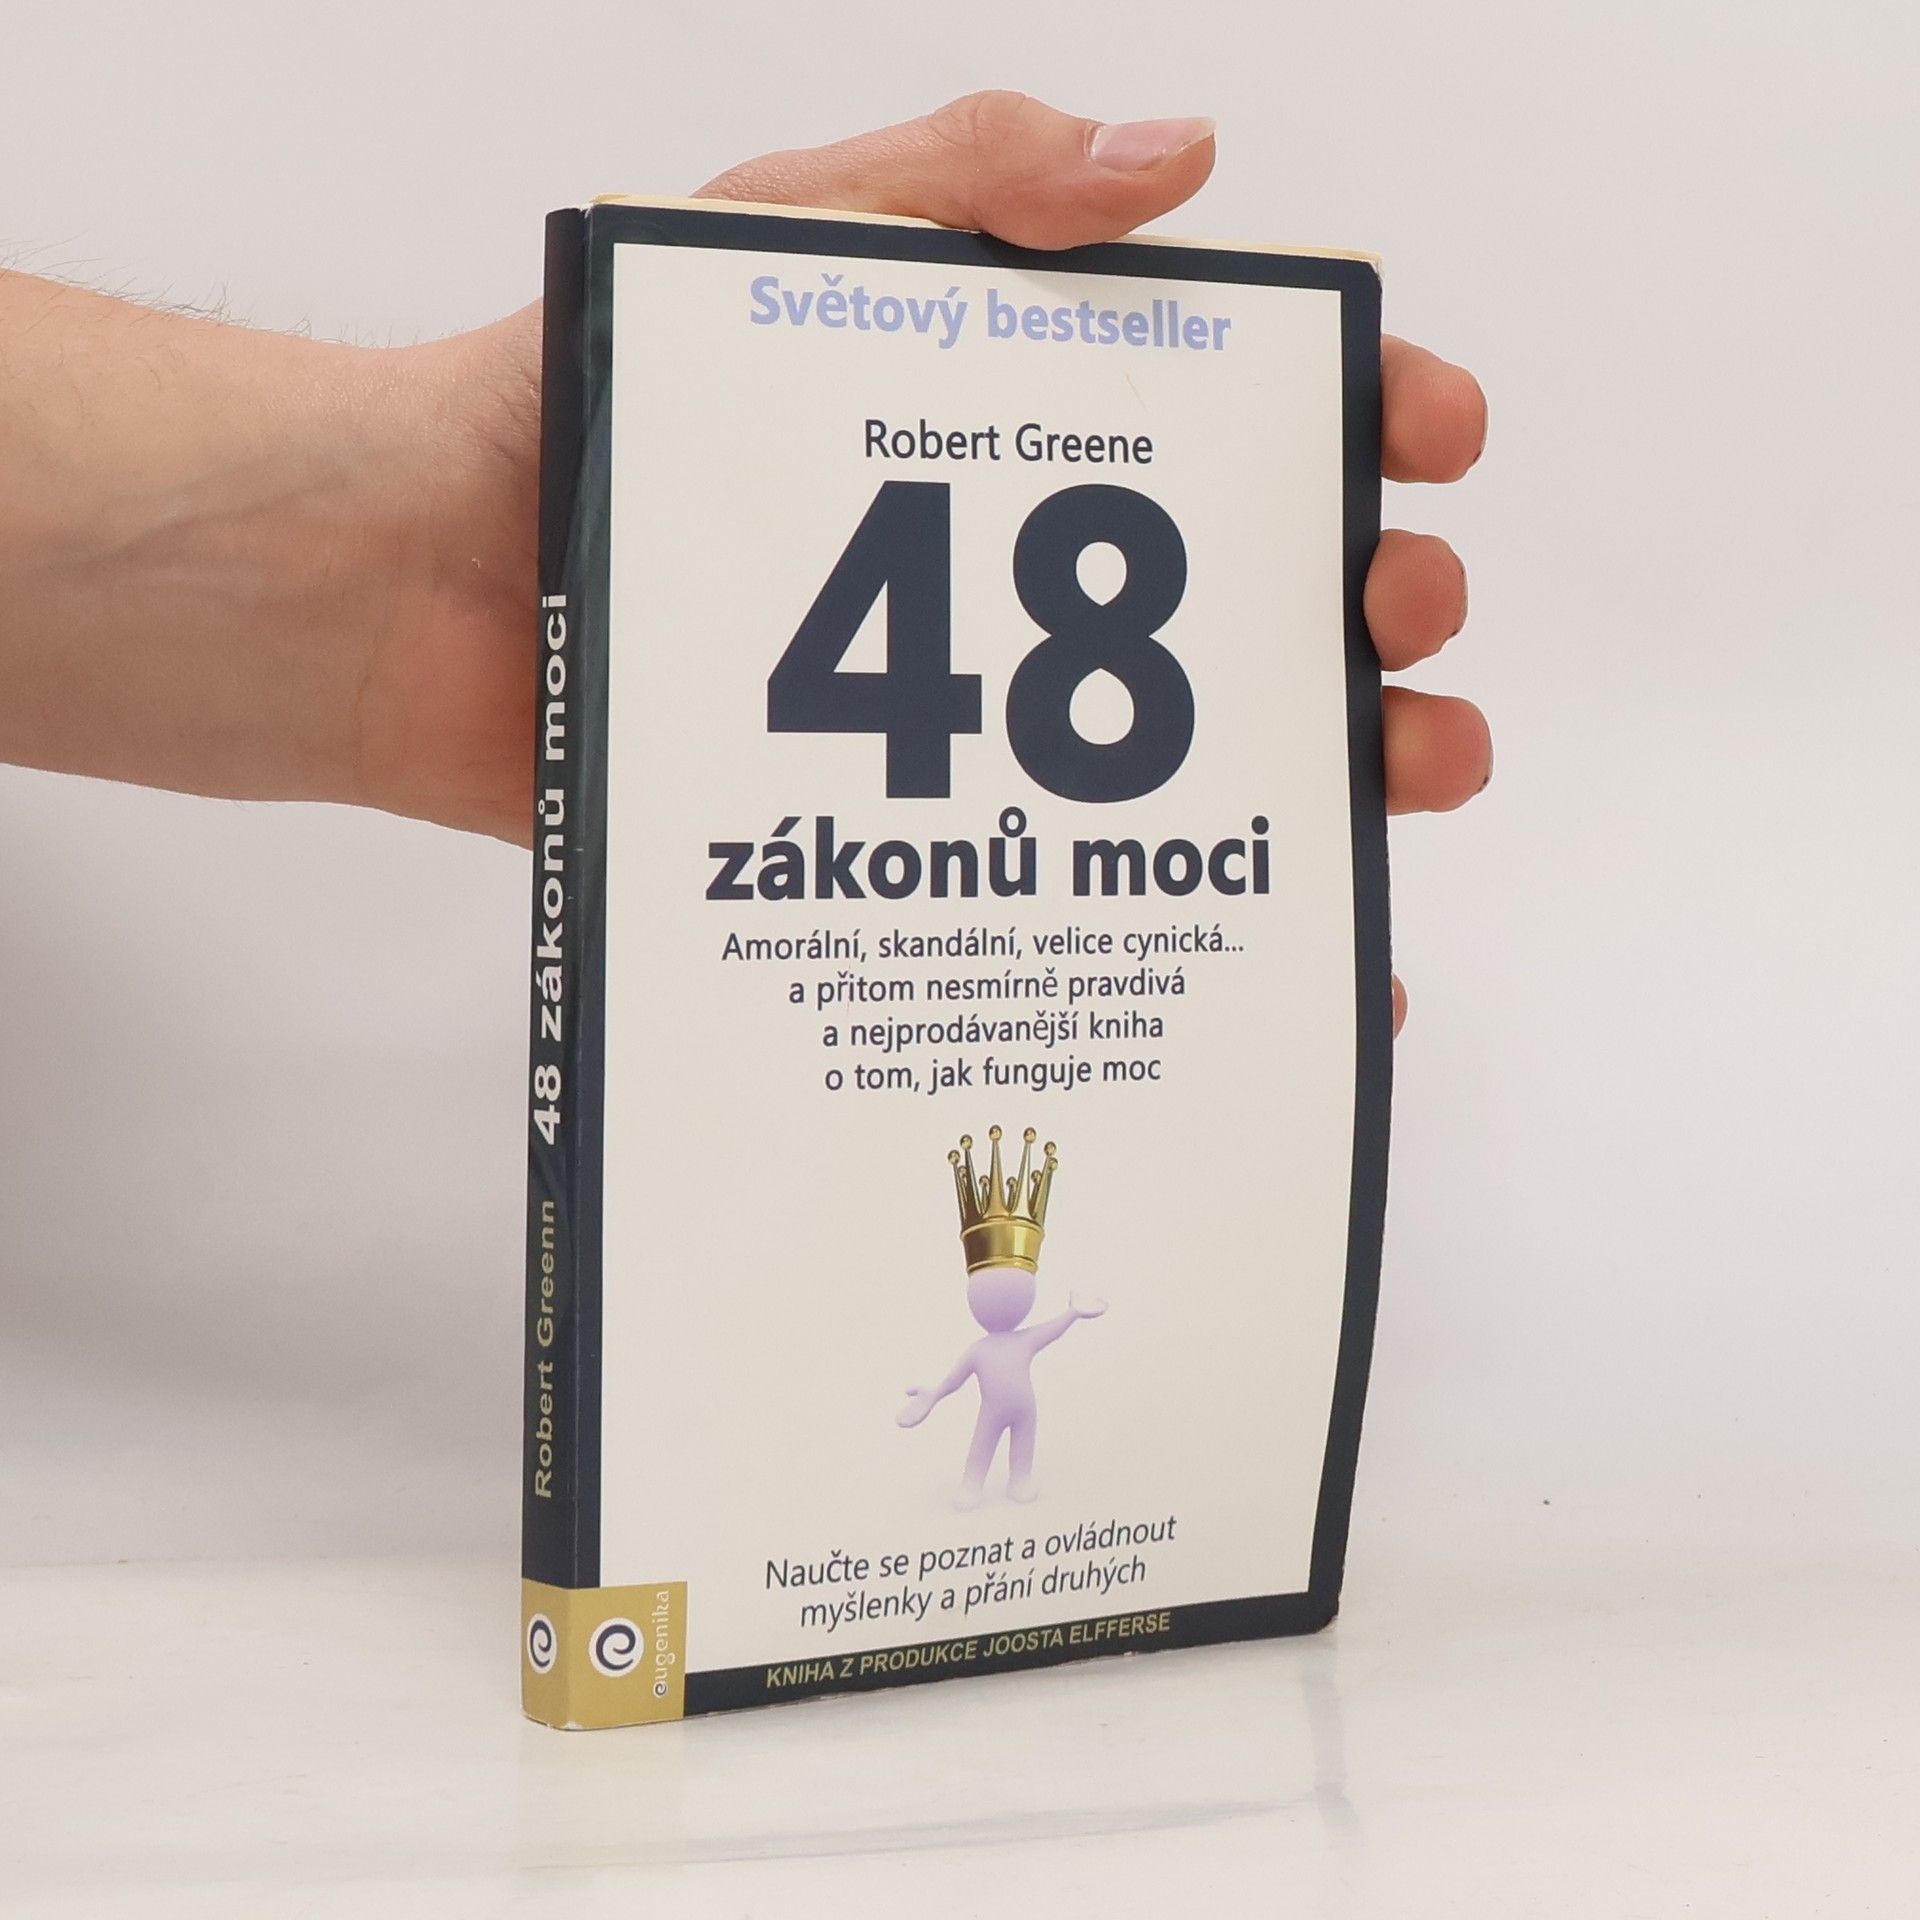 Světový bestseller
Robert Greene
48
zákonů moci
Amorální, skandální, velice cynická...
a přitom nesmírně pravdivá
a nejprodávanější kniha
o tom, jak funguje moc
Naučte se poznat a ovládnout
myšlenky a přání druhých
KNIHA Z PRODUKCE JOOSTA ELFFERSE
eugenika
Robert Greenn 48 zákonů moci